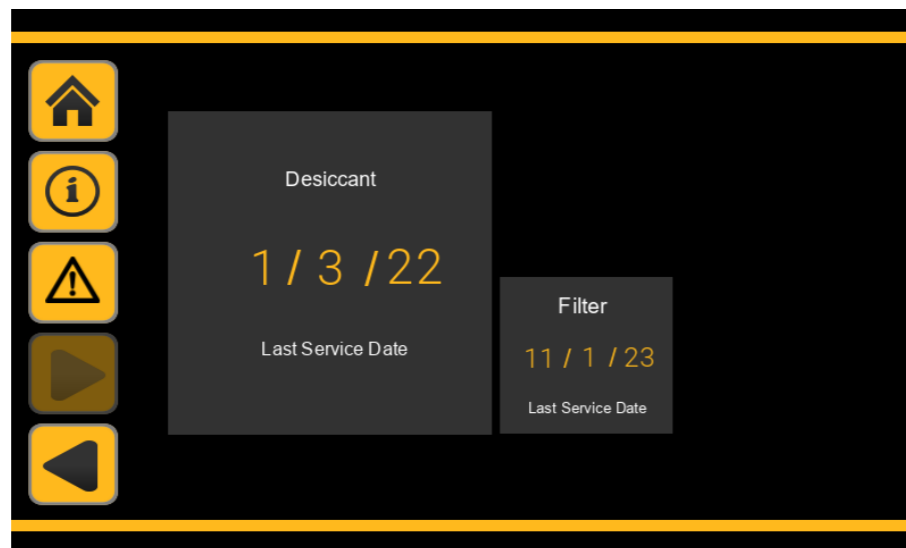 Desiccant
1 / 3 / 22
Last Service Date
Filter
11 / 1 / 23
Last Service Date